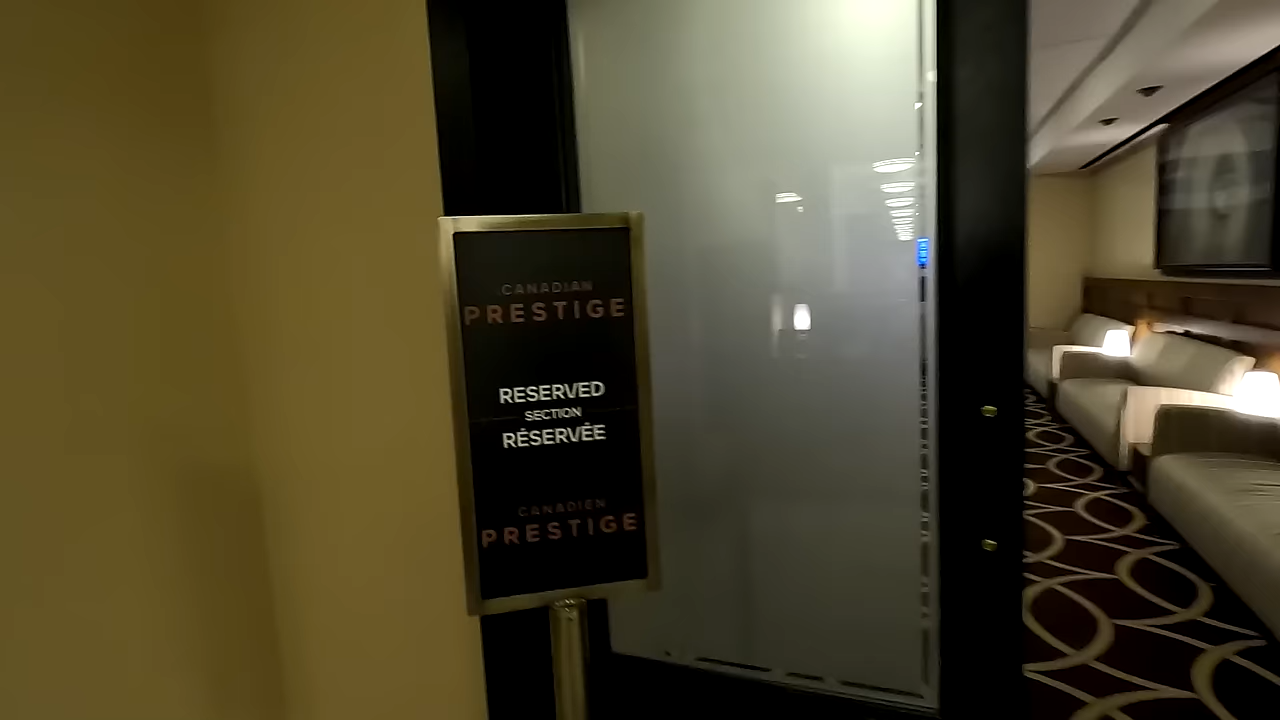 CANADIAN
PRESTIGE
RESERVED
SECTION
RÉSERVÉE
CANADIEN
PRESTIGE